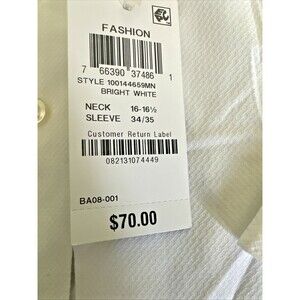 FASHION
7 66390 37486 1
STYLE 100144659MN
BRIGHT WHITE
NECK 16-16½
SLEEVE 34/35
Customer Return Label
082131074449
BA08-001
$70.00